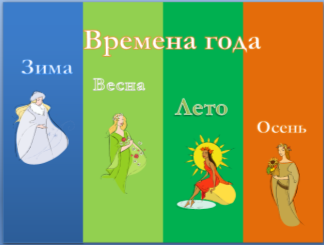 Времена года
Зима
Весна
Лето
Осень